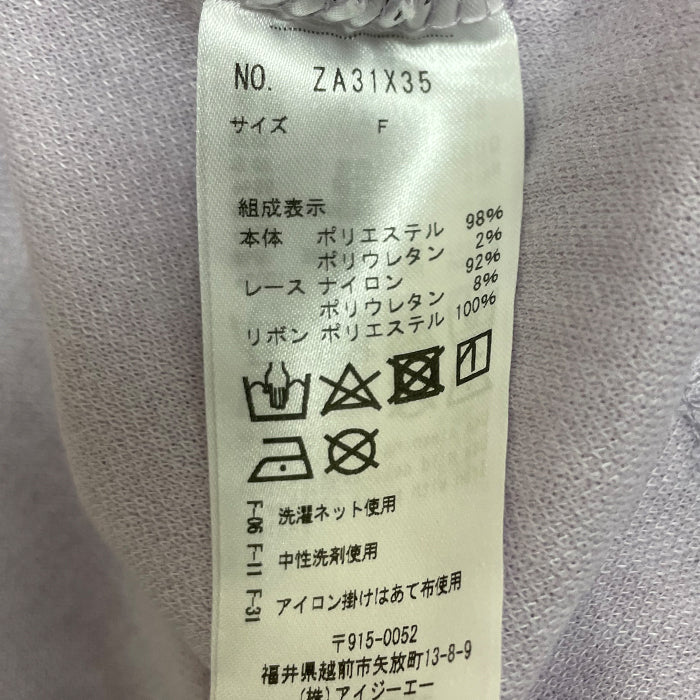 NO. ZA31X35
サイズ F
組成表示
本体 ポリエステル 98%
ポリウレタン 2%
レース ナイロン 92%
ポリウレタン 8%
リボン ポリエステル 100%
F-06 洗濯ネット使用
F-11 中性洗剤使用
F-31 アイロン掛けはあて布使用
〒915-0052
福井県越前市矢放町13-8-9
(株)アイジーエー